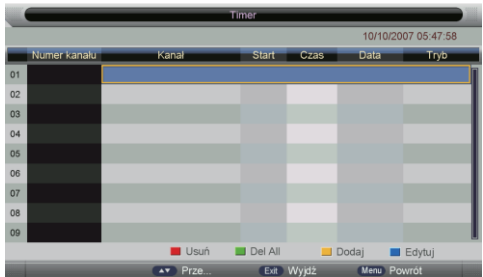 Timer
10/10/2007 05:47:58
Numer kanału Kanał Start Czas Data Tryb
01
02
03
04
05
06
07
08
09
Usuń Del All Dodaj Edytuj
Prze... Exit Wyjdź Menu Powrót